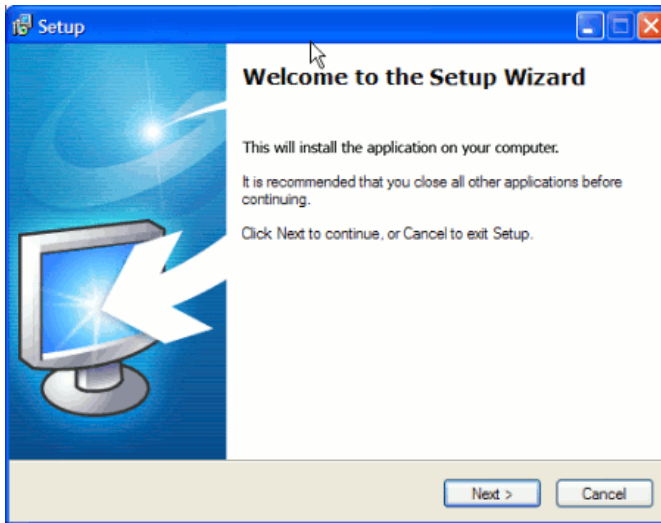 Setup
Welcome to the Setup Wizard
This will install the application on your computer.
It is recommended that you close all other applications before
continuing.
Click Next to continue, or Cancel to exit Setup.
Next >
Cancel